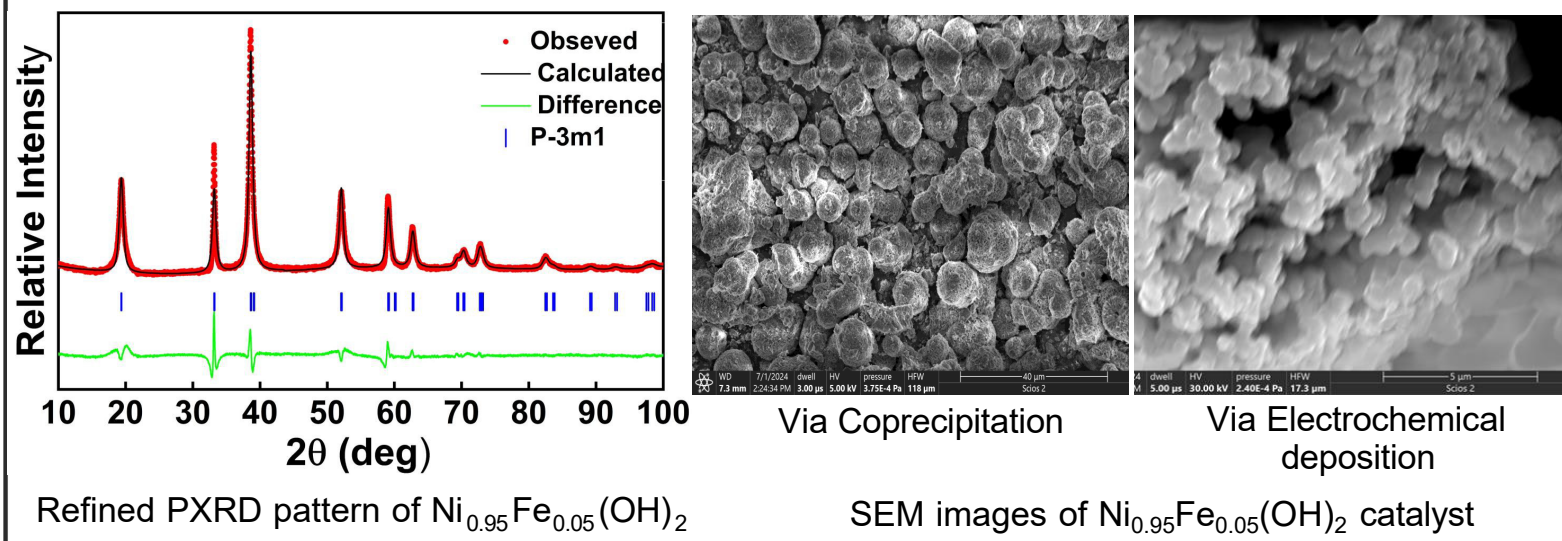 Relative Intensity
Obseved
Calculated
Difference
P-3m1
10 20 30 40 50 60 70 80 90 100
2θ (deg)
Refined PXRD pattern of Ni₀.₉₅Fe₀.₀₅(OH)₂
WD 7/1/2024 dwell HV pressure HFW 40 µm
7.3 mm 2:24:34 PM 3.00 µs 5.00 kV 3.75E-4 Pa 118 µm Scios 2
Via Coprecipitation
dwell HV pressure HFW 5 µm
M 5.00 µs 30.00 kV 2.40E-4 Pa 17.3 µm Scios 2
Via Electrochemical
deposition
SEM images of Ni₀.₉₅Fe₀.₀₅(OH)₂ catalyst